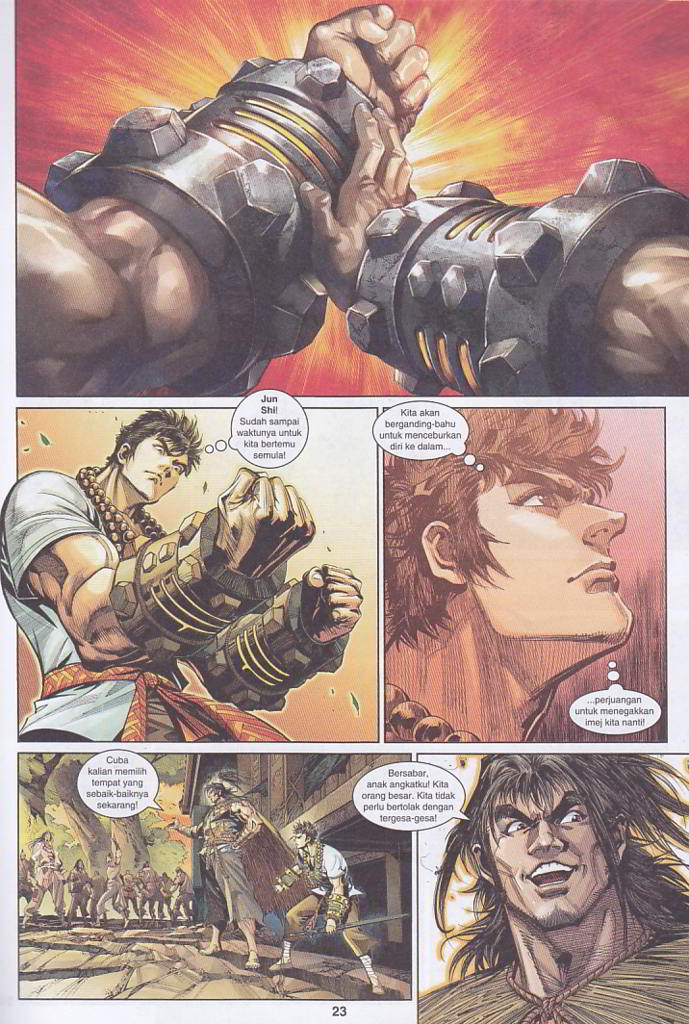 Jun
Shi!
Sudah sampai
waktunya untuk
kita bertemu
semula!
Kita akan
berganding-bahu
untuk menceburkan
diri ke dalam...
...perjuangan
untuk menegakkan
imej kita nanti!
Cuba
kalian memilih
tempat yang
sebaik-baiknya
sekarang!
Bersabar,
anak angkatku! Kita
orang besar. Kita tidak
perlu bertolak dengan
tergesa-gesa!
23